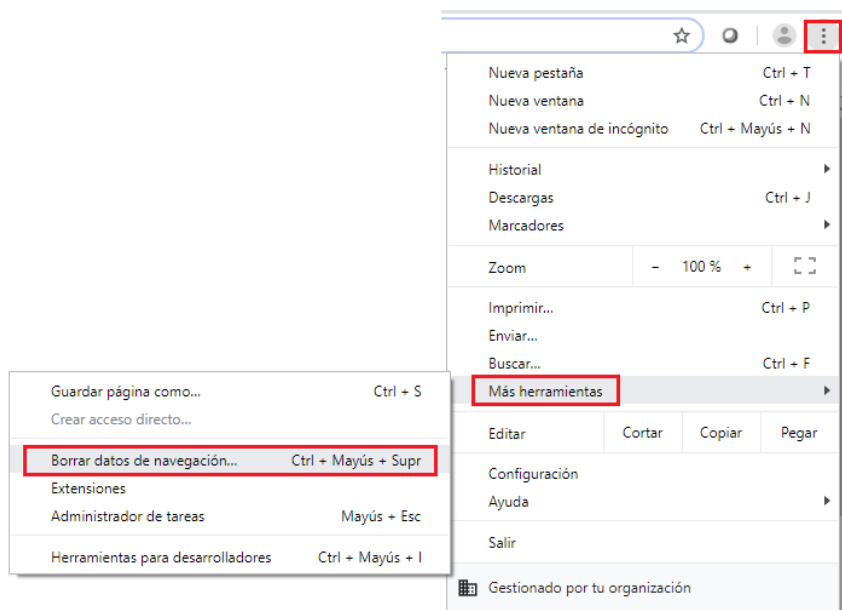 Nueva pestaña Ctrl + T
Nueva ventana Ctrl + N
Nueva ventana de incógnito Ctrl + Mayús + N
Historial
Descargas Ctrl + J
Marcadores
Zoom - 100 % +
Imprimir... Ctrl + P
Enviar...
Buscar... Ctrl + F
Más herramientas
Editar Cortar Copiar Pegar
Configuración
Ayuda
Salir
Gestionado por tu organización
Guardar página como... Ctrl + S
Crear acceso directo...
Borrar datos de navegación... Ctrl + Mayús + Supr
Extensiones
Administrador de tareas Mayús + Esc
Herramientas para desarrolladores Ctrl + Mayús + I